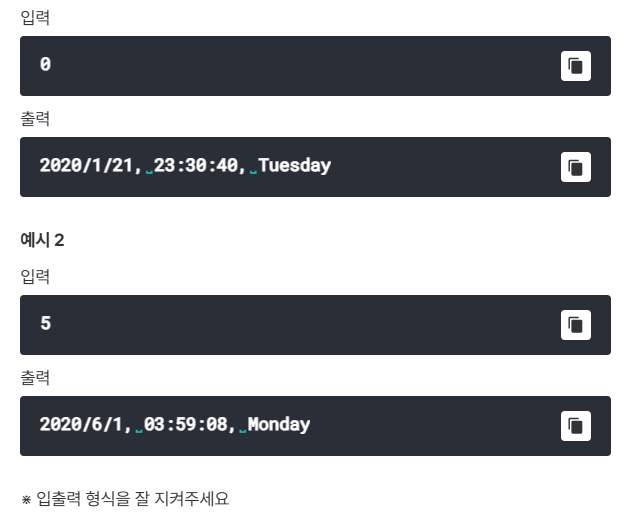 입력
0
출력
2020/1/21,␣23:30:40,␣Tuesday
예시 2
입력
5
출력
2020/6/1,␣03:59:08,␣Monday
※ 입출력 형식을 잘 지켜주세요